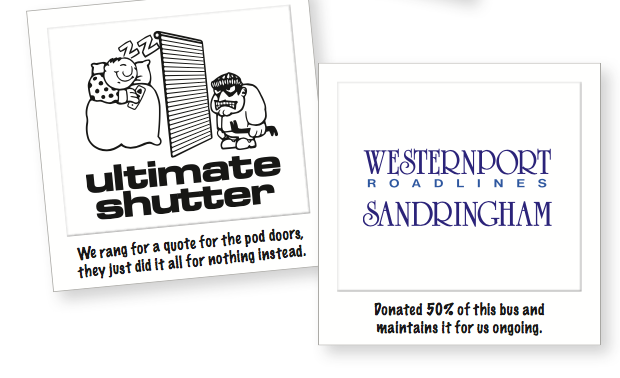 ZZZ
ultimate
shutter
We rang for a quote for the pod doors,
they just did it all for nothing instead.
WESTERNPORT
ROADLINES
SANDRINGHAM
Donated 50% of this bus and
maintains it for us ongoing.